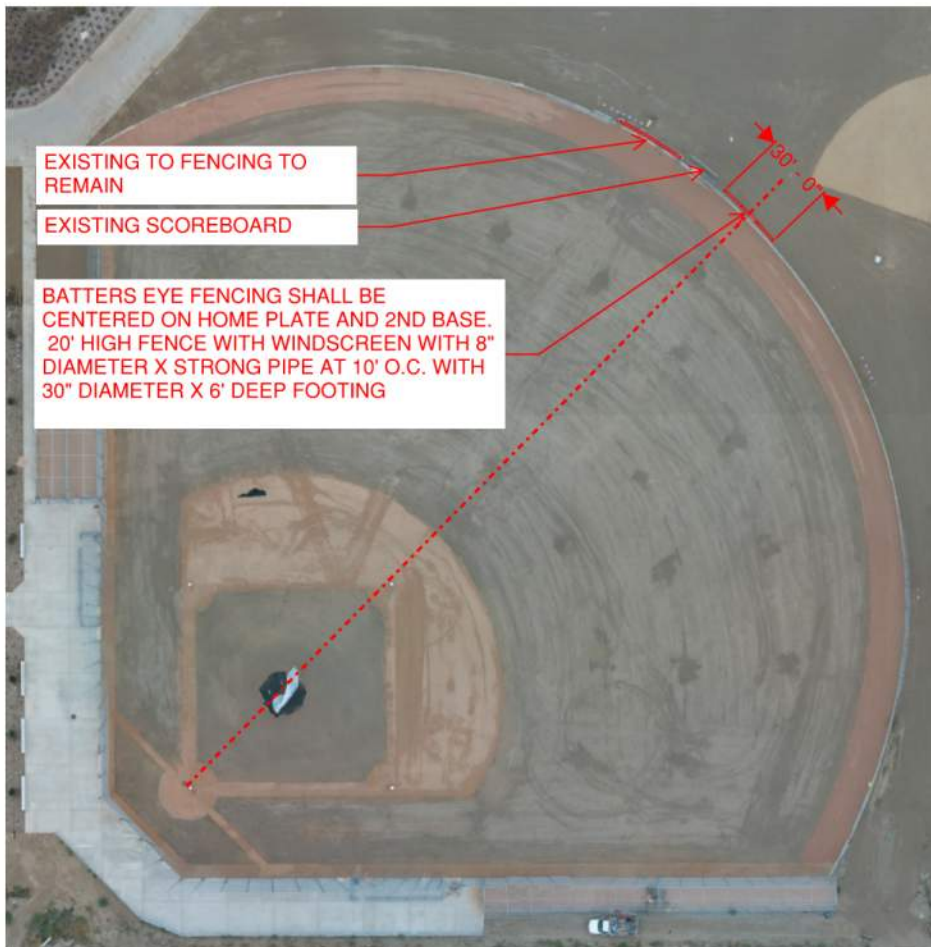 EXISTING TO FENCING TO
REMAIN
EXISTING SCOREBOARD
BATTERS EYE FENCING SHALL BE
CENTERED ON HOME PLATE AND 2ND BASE.
20' HIGH FENCE WITH WINDSCREEN WITH 8"
DIAMETER X STRONG PIPE AT 10' O.C. WITH
30" DIAMETER X 6' DEEP FOOTING
30' - 0"